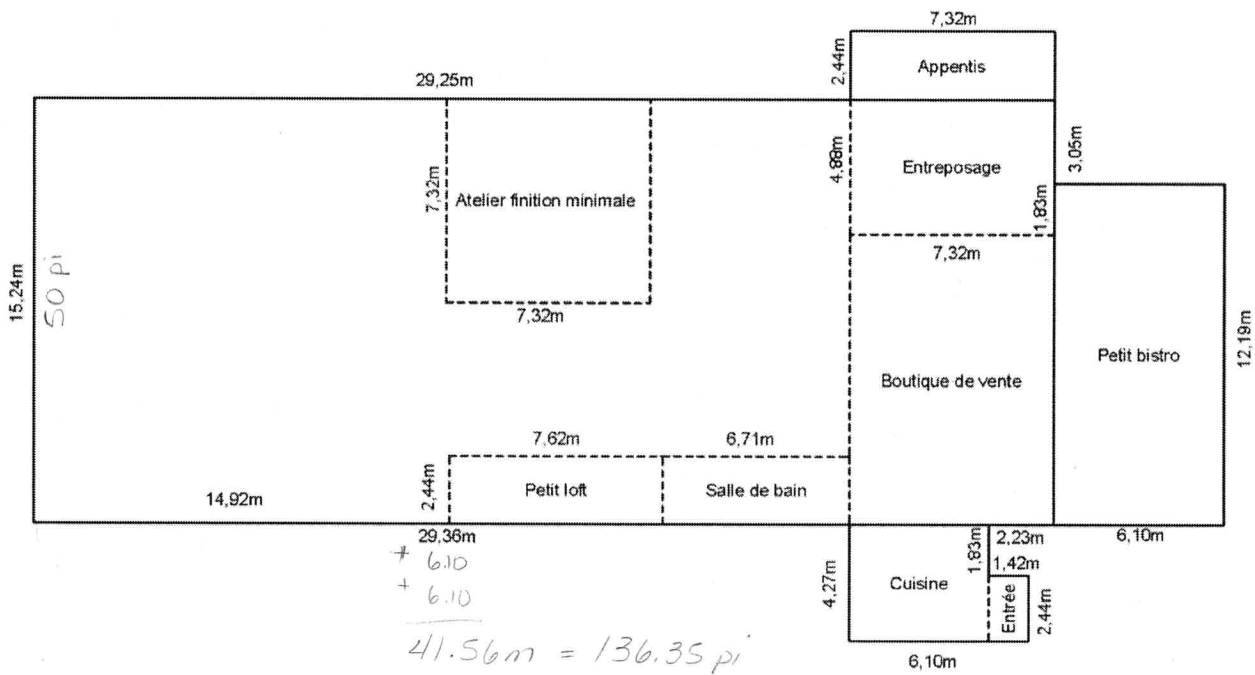 7,32m
2,44m
Appentis
29,25m
4,88m
Entreposage
3,05m
1,83m
7,32m
Atelier finition minimale
7,32m
7,32m
15,24m
50 pi
Boutique de vente
Petit bistro
12,19m
7,62m
6,71m
2,44m
Petit loft
Salle de bain
14,92m
29,36m
+ 6.10
+ 6.10
41.56m = 136.35 pi
4,27m
Cuisine
1,83m
2,23m
1,42m
Entrée
2,44m
6,10m
6,10m